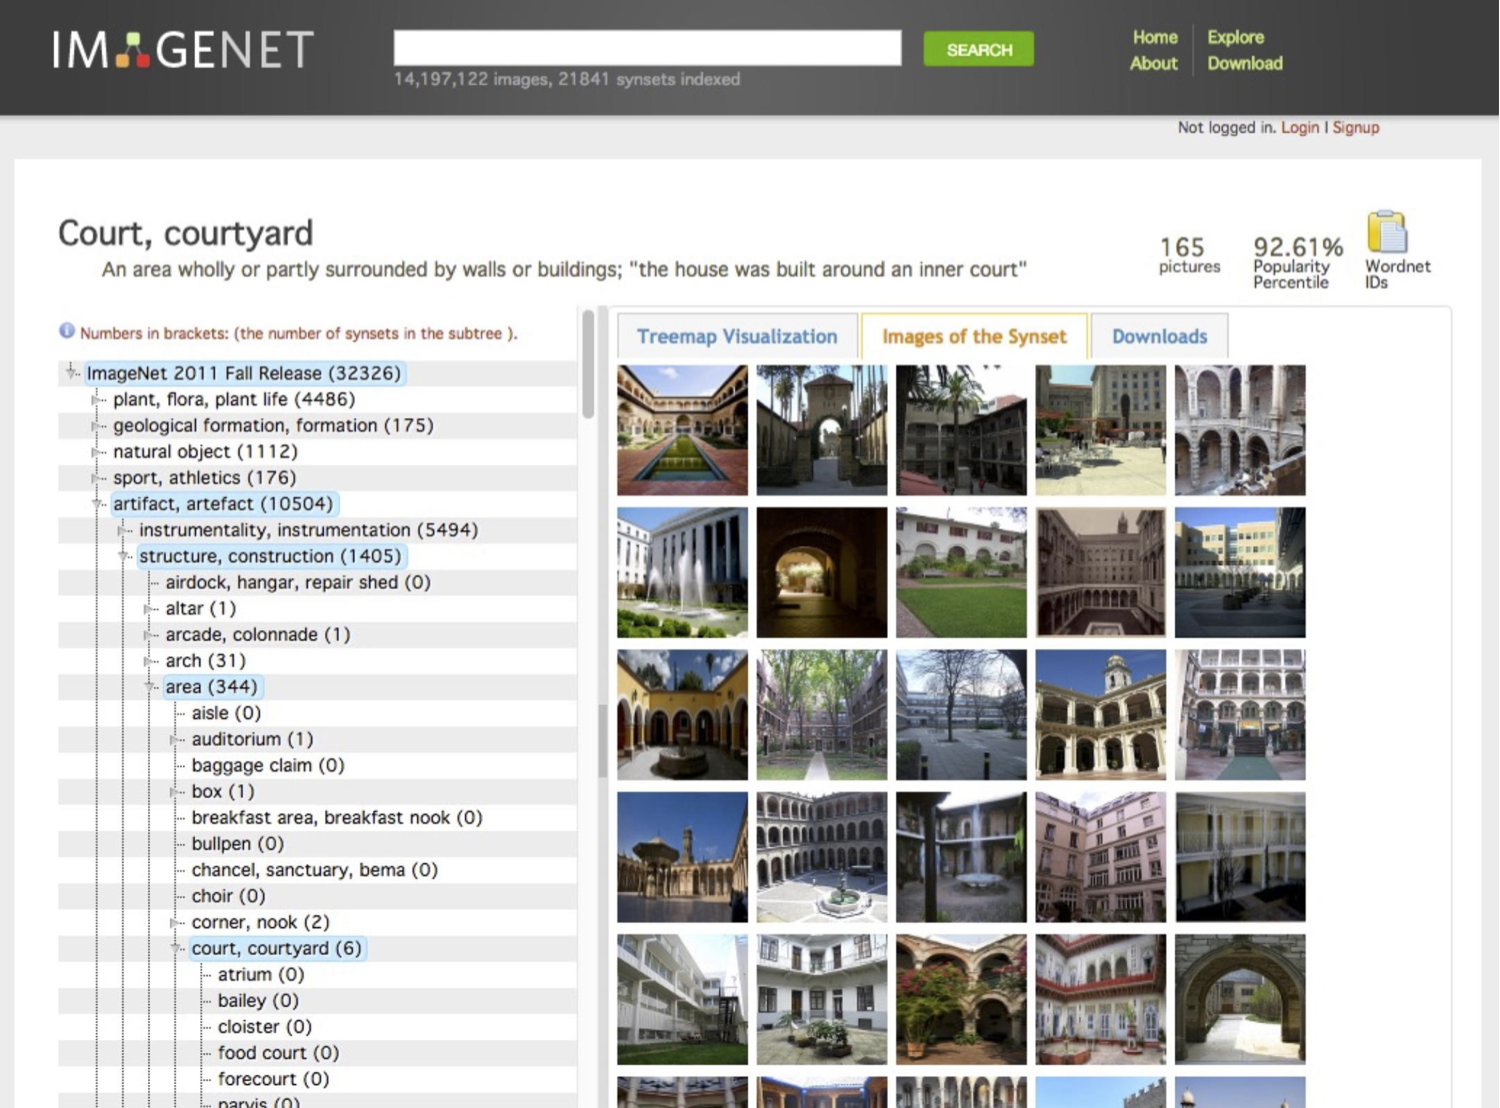 IMAGENET
SEARCH
14,197,122 images, 21841 synsets indexed
Home
Explore
About
Download
Not logged in. Login | Signup
Court, courtyard
An area wholly or partly surrounded by walls or buildings; "the house was built around an inner court"
165
pictures
92.61%
Popularity
Percentile
Wordnet
IDs
Numbers in brackets: (the number of synsets in the subtree ).
ImageNet 2011 Fall Release (32326)
plant, flora, plant life (4486)
geological formation, formation (175)
natural object (1112)
sport, athletics (176)
artifact, artefact (10504)
instrumentality, instrumentation (5494)
structure, construction (1405)
airdock, hangar, repair shed (0)
altar (1)
arcade, colonnade (1)
arch (31)
area (344)
aisle (0)
auditorium (1)
baggage claim (0)
box (1)
breakfast area, breakfast nook (0)
bullpen (0)
chancel, sanctuary, bema (0)
choir (0)
corner, nook (2)
court, courtyard (6)
atrium (0)
bailey (0)
cloister (0)
food court (0)
forecourt (0)
parvis (0)
Treemap Visualization
Images of the Synset
Downloads